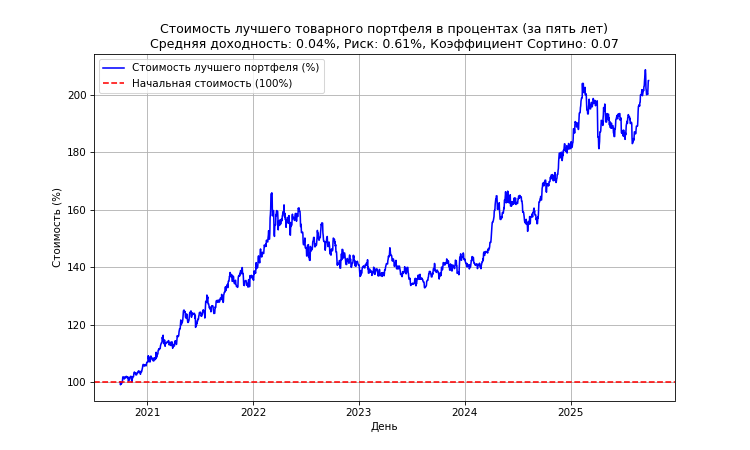 Стоимость лучшего товарного портфеля в процентах (за пять лет)
Средняя доходность: 0.04%, Риск: 0.61%, Коэффициент Сортино: 0.07
Стоимость лучшего портфеля (%)
Начальная стоимость (100%)
Стоимость (%)
200
180
160
140
120
100
2021
2022
2023
2024
2025
День